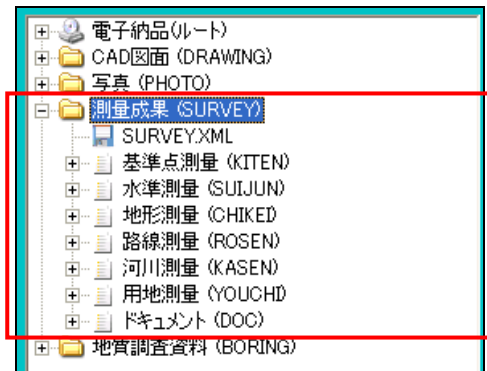 電子納品(ルート)
CAD図面 (DRAWING)
写真 (PHOTO)
測量成果 (SURVEY)
SURVEY.XML
基準点測量 (KITEN)
水準測量 (SUIJUN)
地形測量 (CHIKEI)
路線測量 (ROSEN)
河川測量 (KASEN)
用地測量 (YOUCHI)
ドキュメント (DOC)
地質調査資料 (BORING)